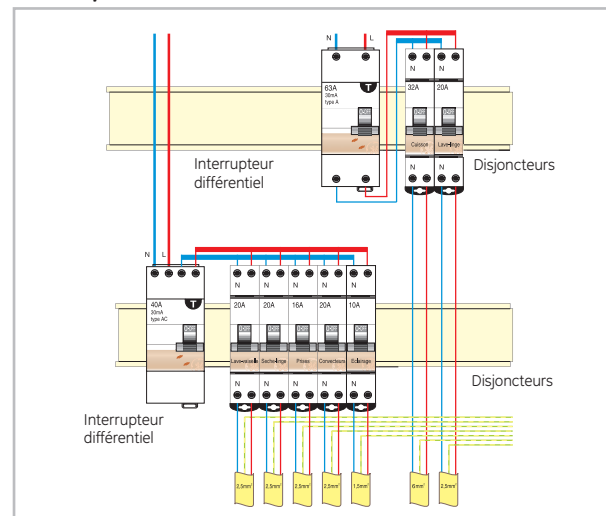 N L
63A
30mA
type A
T
N N
32A 20A
Cuisson Lave-linge
N N
Interrupteur
différentiel
Disjoncteurs
N L
40A
30mA
type AC
T
N N N N N
20A 20A 16A 20A 10A
Lave-vaisselle Sèche-linge Prises Convecteurs Eclairage
N N N N N
Disjoncteurs
Interrupteur
différentiel
2,5mm² 2,5mm² 2,5mm² 2,5mm² 1,5mm² 6mm² 2,5mm²